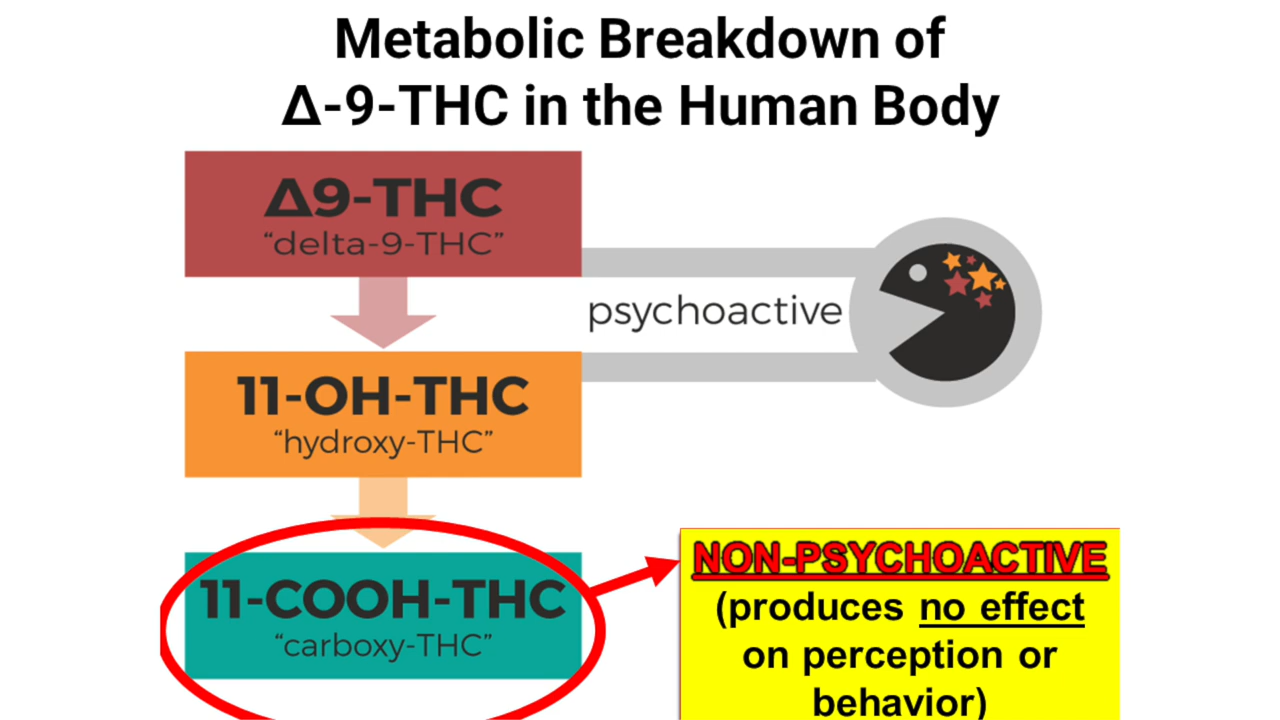 Metabolic Breakdown of
Δ-9-THC in the Human Body
Δ9-THC
“delta-9-THC”
psychoactive
11-OH-THC
“hydroxy-THC”
11-COOH-THC
“carboxy-THC”
NON-PSYCHOACTIVE
(produces no effect
on perception or
behavior)